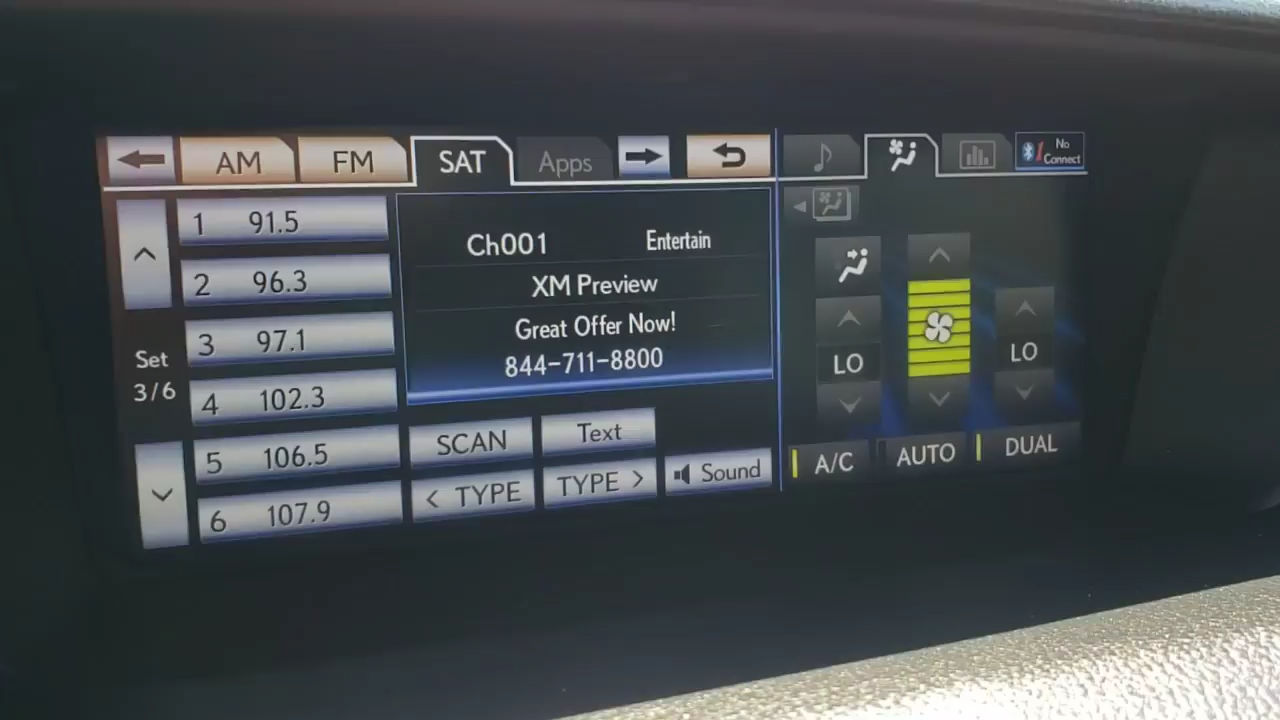 AM FM SAT Apps
No Connect
1 91.5
2 96.3
3 97.1
4 102.3
5 106.5
6 107.9
Set
3/6
Ch001 Entertain
XM Preview
Great Offer Now!
844-711-8800
SCAN Text
< TYPE TYPE > Sound
LO LO
A/C AUTO DUAL